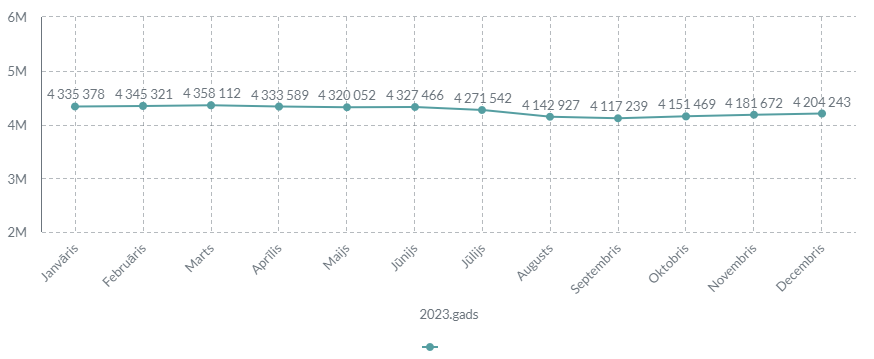 6M
5M
4 335 378 4 345 321 4 358 112 4 333 589 4 320 052 4 327 466 4 271 542 4 142 927 4 117 239 4 151 469 4 181 672 4 204 243
4M
3M
2M
Janvāris Februāris Marts Aprīlis Maijs Jūnijs Jūlijs Augusts Septembris Oktobris Novembris Decembris
2023.gads